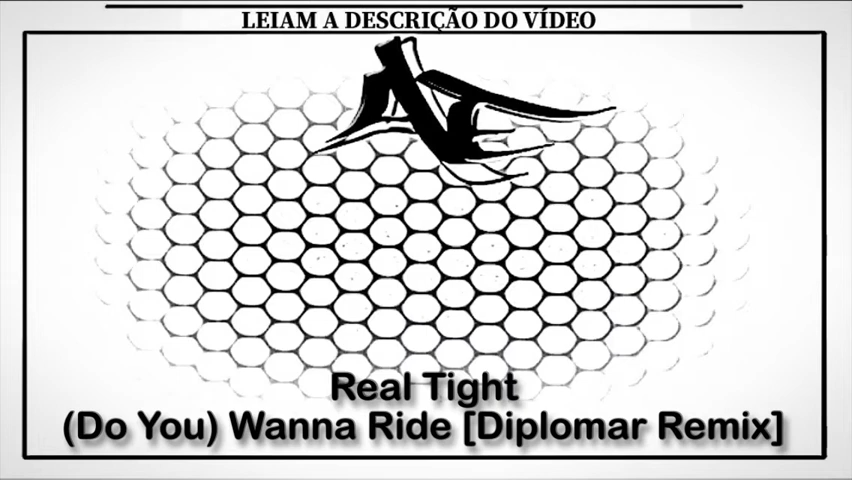 LEIAM A DESCRIÇÃO DO VÍDEO
Real Tight
(Do You) Wanna Ride [Diplomar Remix]